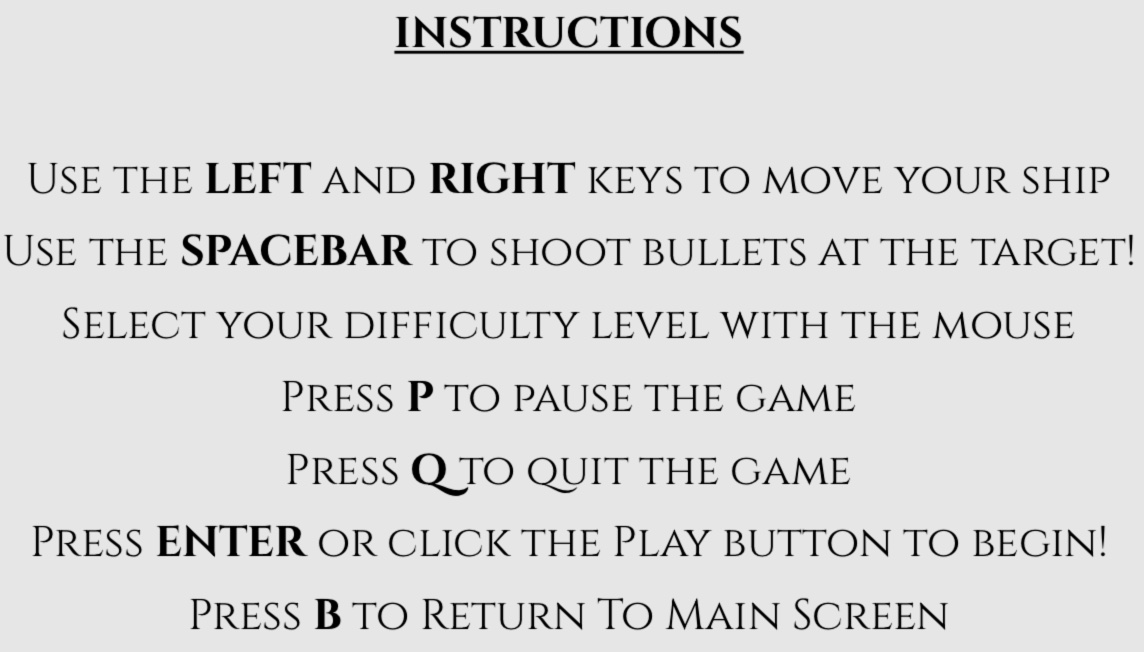 INSTRUCTIONS
Use the LEFT and RIGHT keys to move your ship
Use the SPACEBAR to shoot bullets at the target!
Select your difficulty level with the mouse
Press P to pause the game
Press Q to quit the game
Press ENTER or click the Play button to begin!
Press B to Return To Main Screen